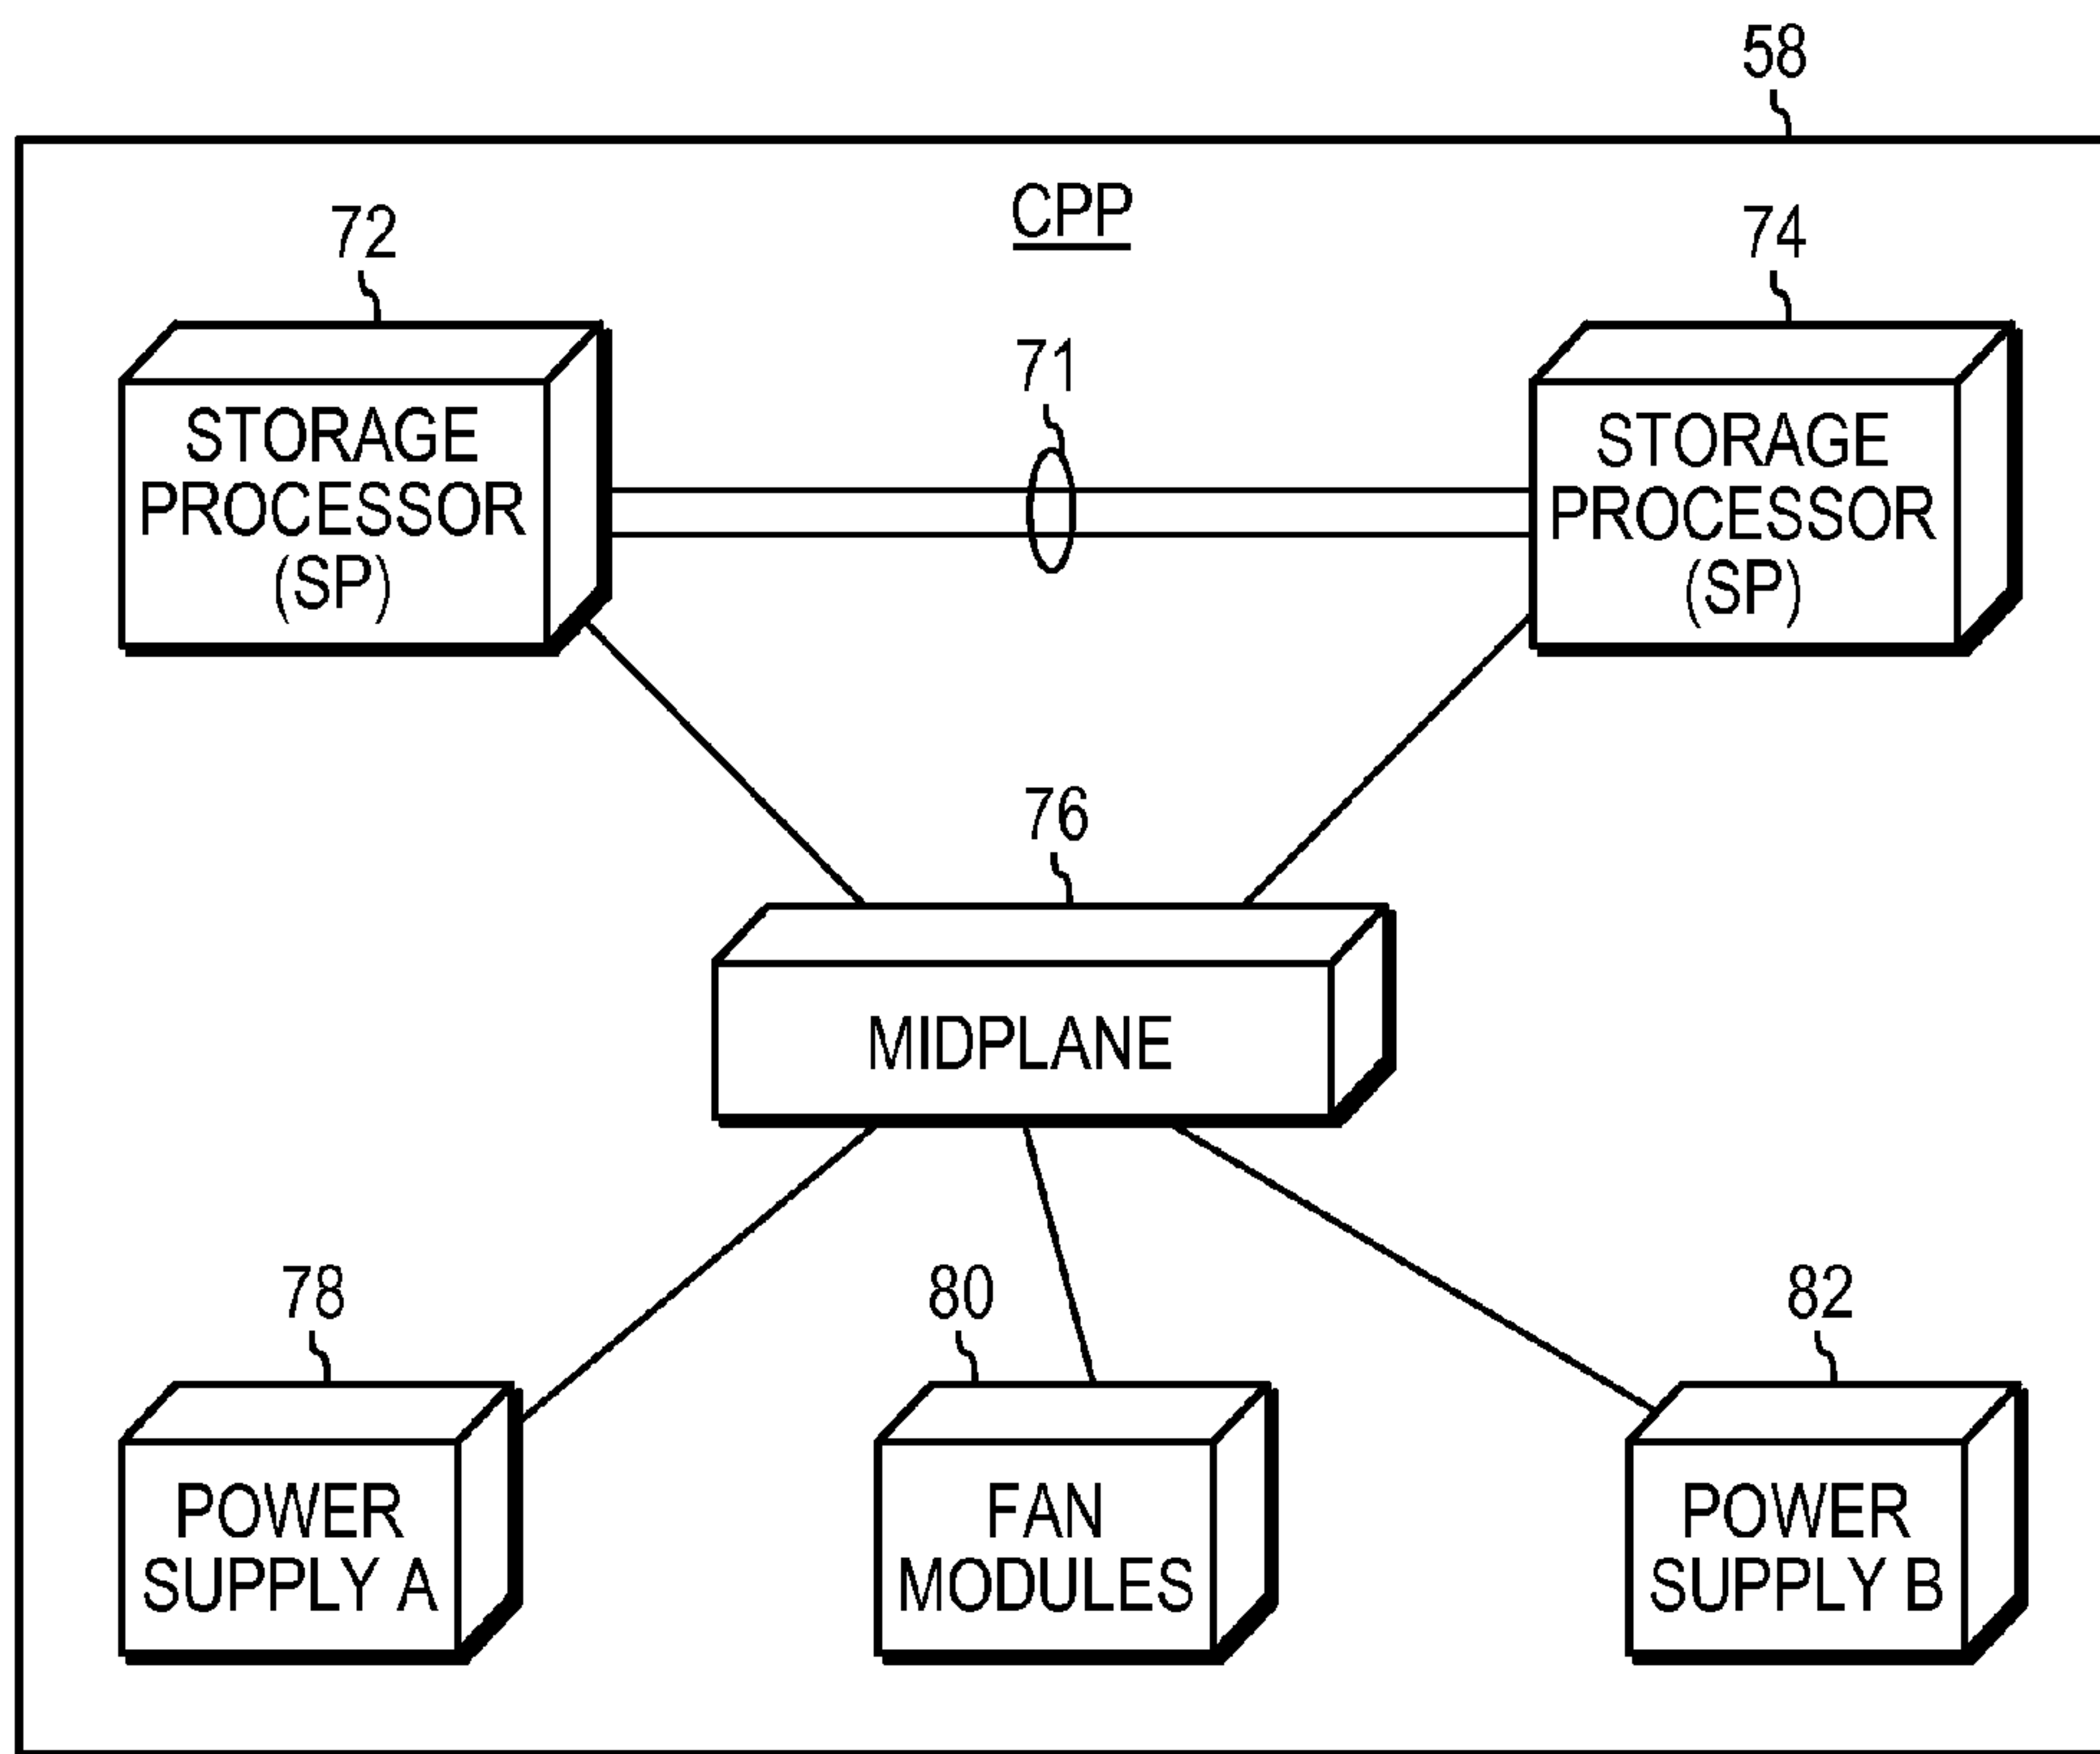 58
CPP
72
74
71
STORAGE
PROCESSOR
(SP)
STORAGE
PROCESSOR
(SP)
76
MIDPLANE
78
80
82
POWER
SUPPLY A
FAN
MODULES
POWER
SUPPLY B